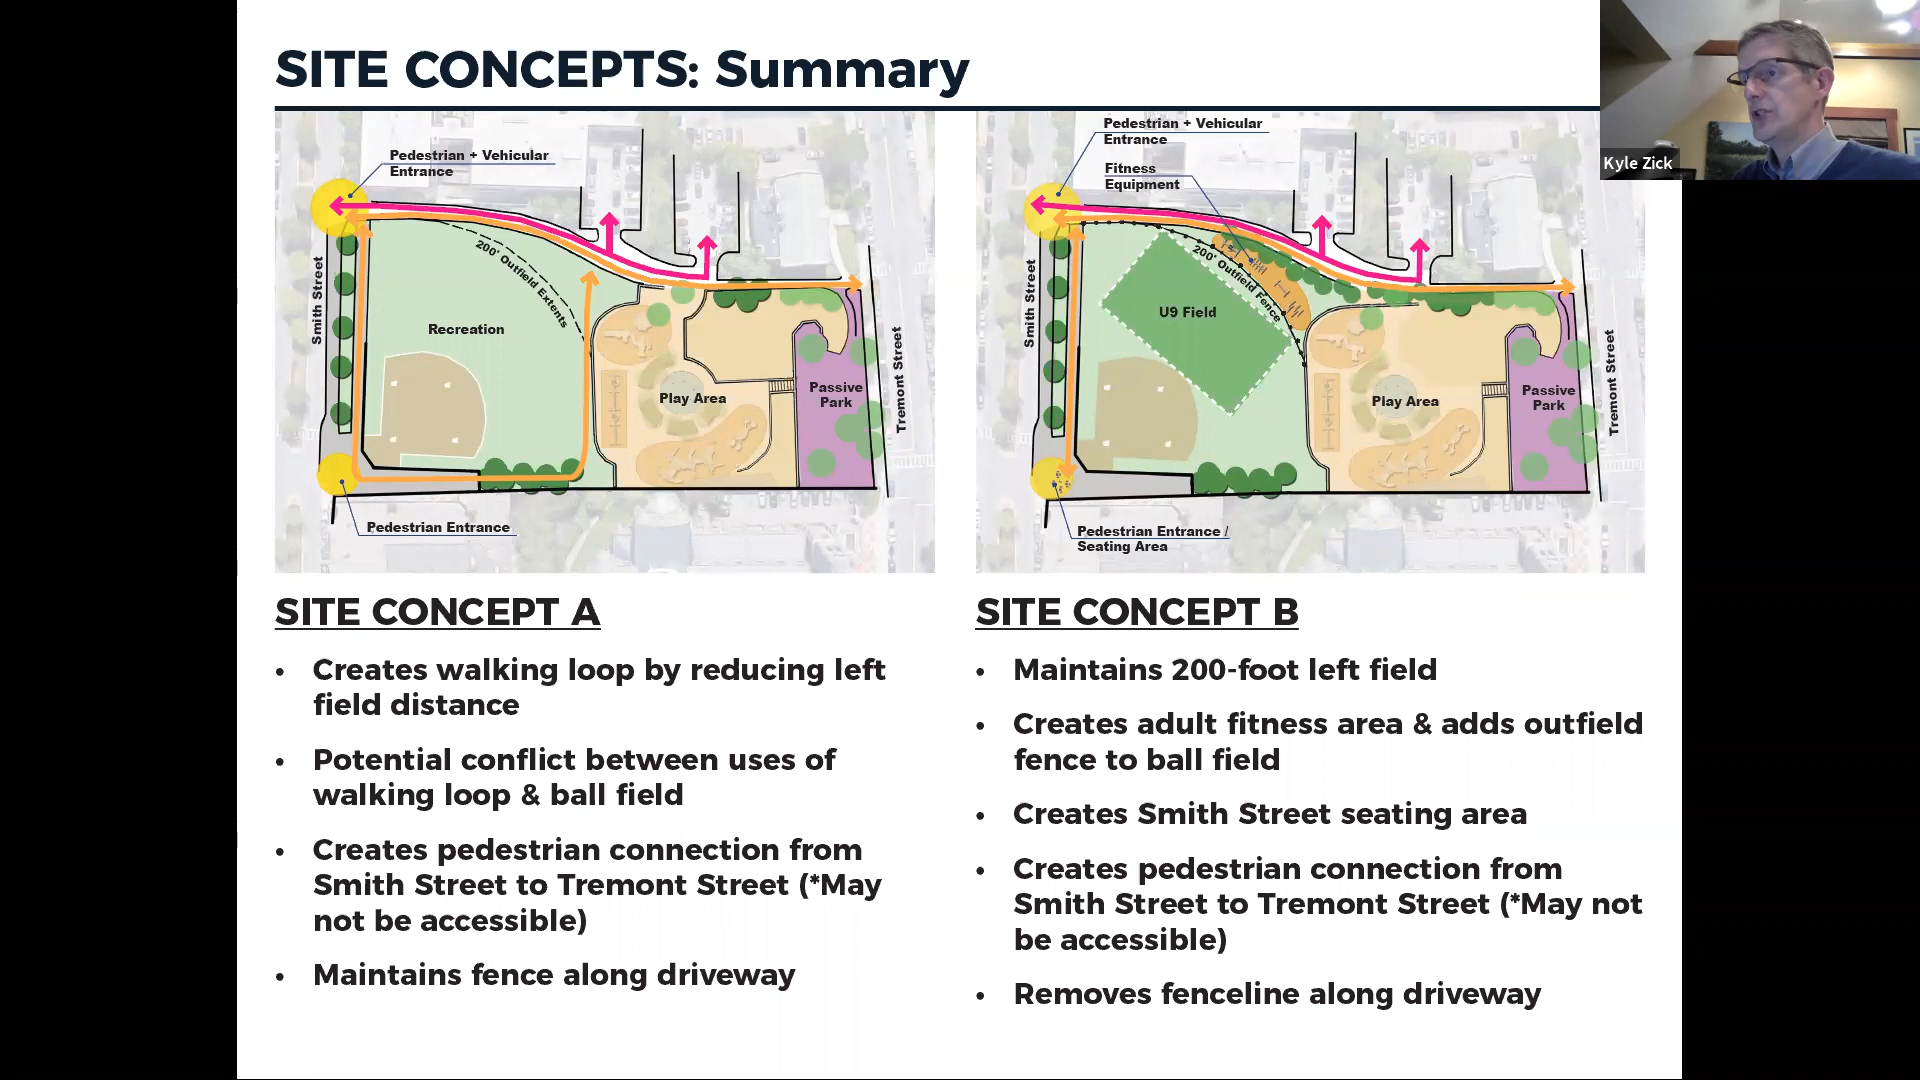 SITE CONCEPTS: Summary
Kyle Zick
Pedestrian + Vehicular
Entrance
200' Outfield Extents
Smith Street
Recreation
Play Area
Passive
Park
Tremont Street
Pedestrian Entrance
Pedestrian + Vehicular
Entrance
Fitness
Equipment
200' Outfield Fence
Smith Street
U9 Field
Play Area
Passive
Park
Tremont Street
Pedestrian Entrance /
Seating Area
SITE CONCEPT A
• Creates walking loop by reducing left
field distance
• Potential conflict between uses of
walking loop & ball field
• Creates pedestrian connection from
Smith Street to Tremont Street (*May
not be accessible)
• Maintains fence along driveway
SITE CONCEPT B
• Maintains 200-foot left field
• Creates adult fitness area & adds outfield
fence to ball field
• Creates Smith Street seating area
• Creates pedestrian connection from
Smith Street to Tremont Street (*May not
be accessible)
• Removes fenceline along driveway